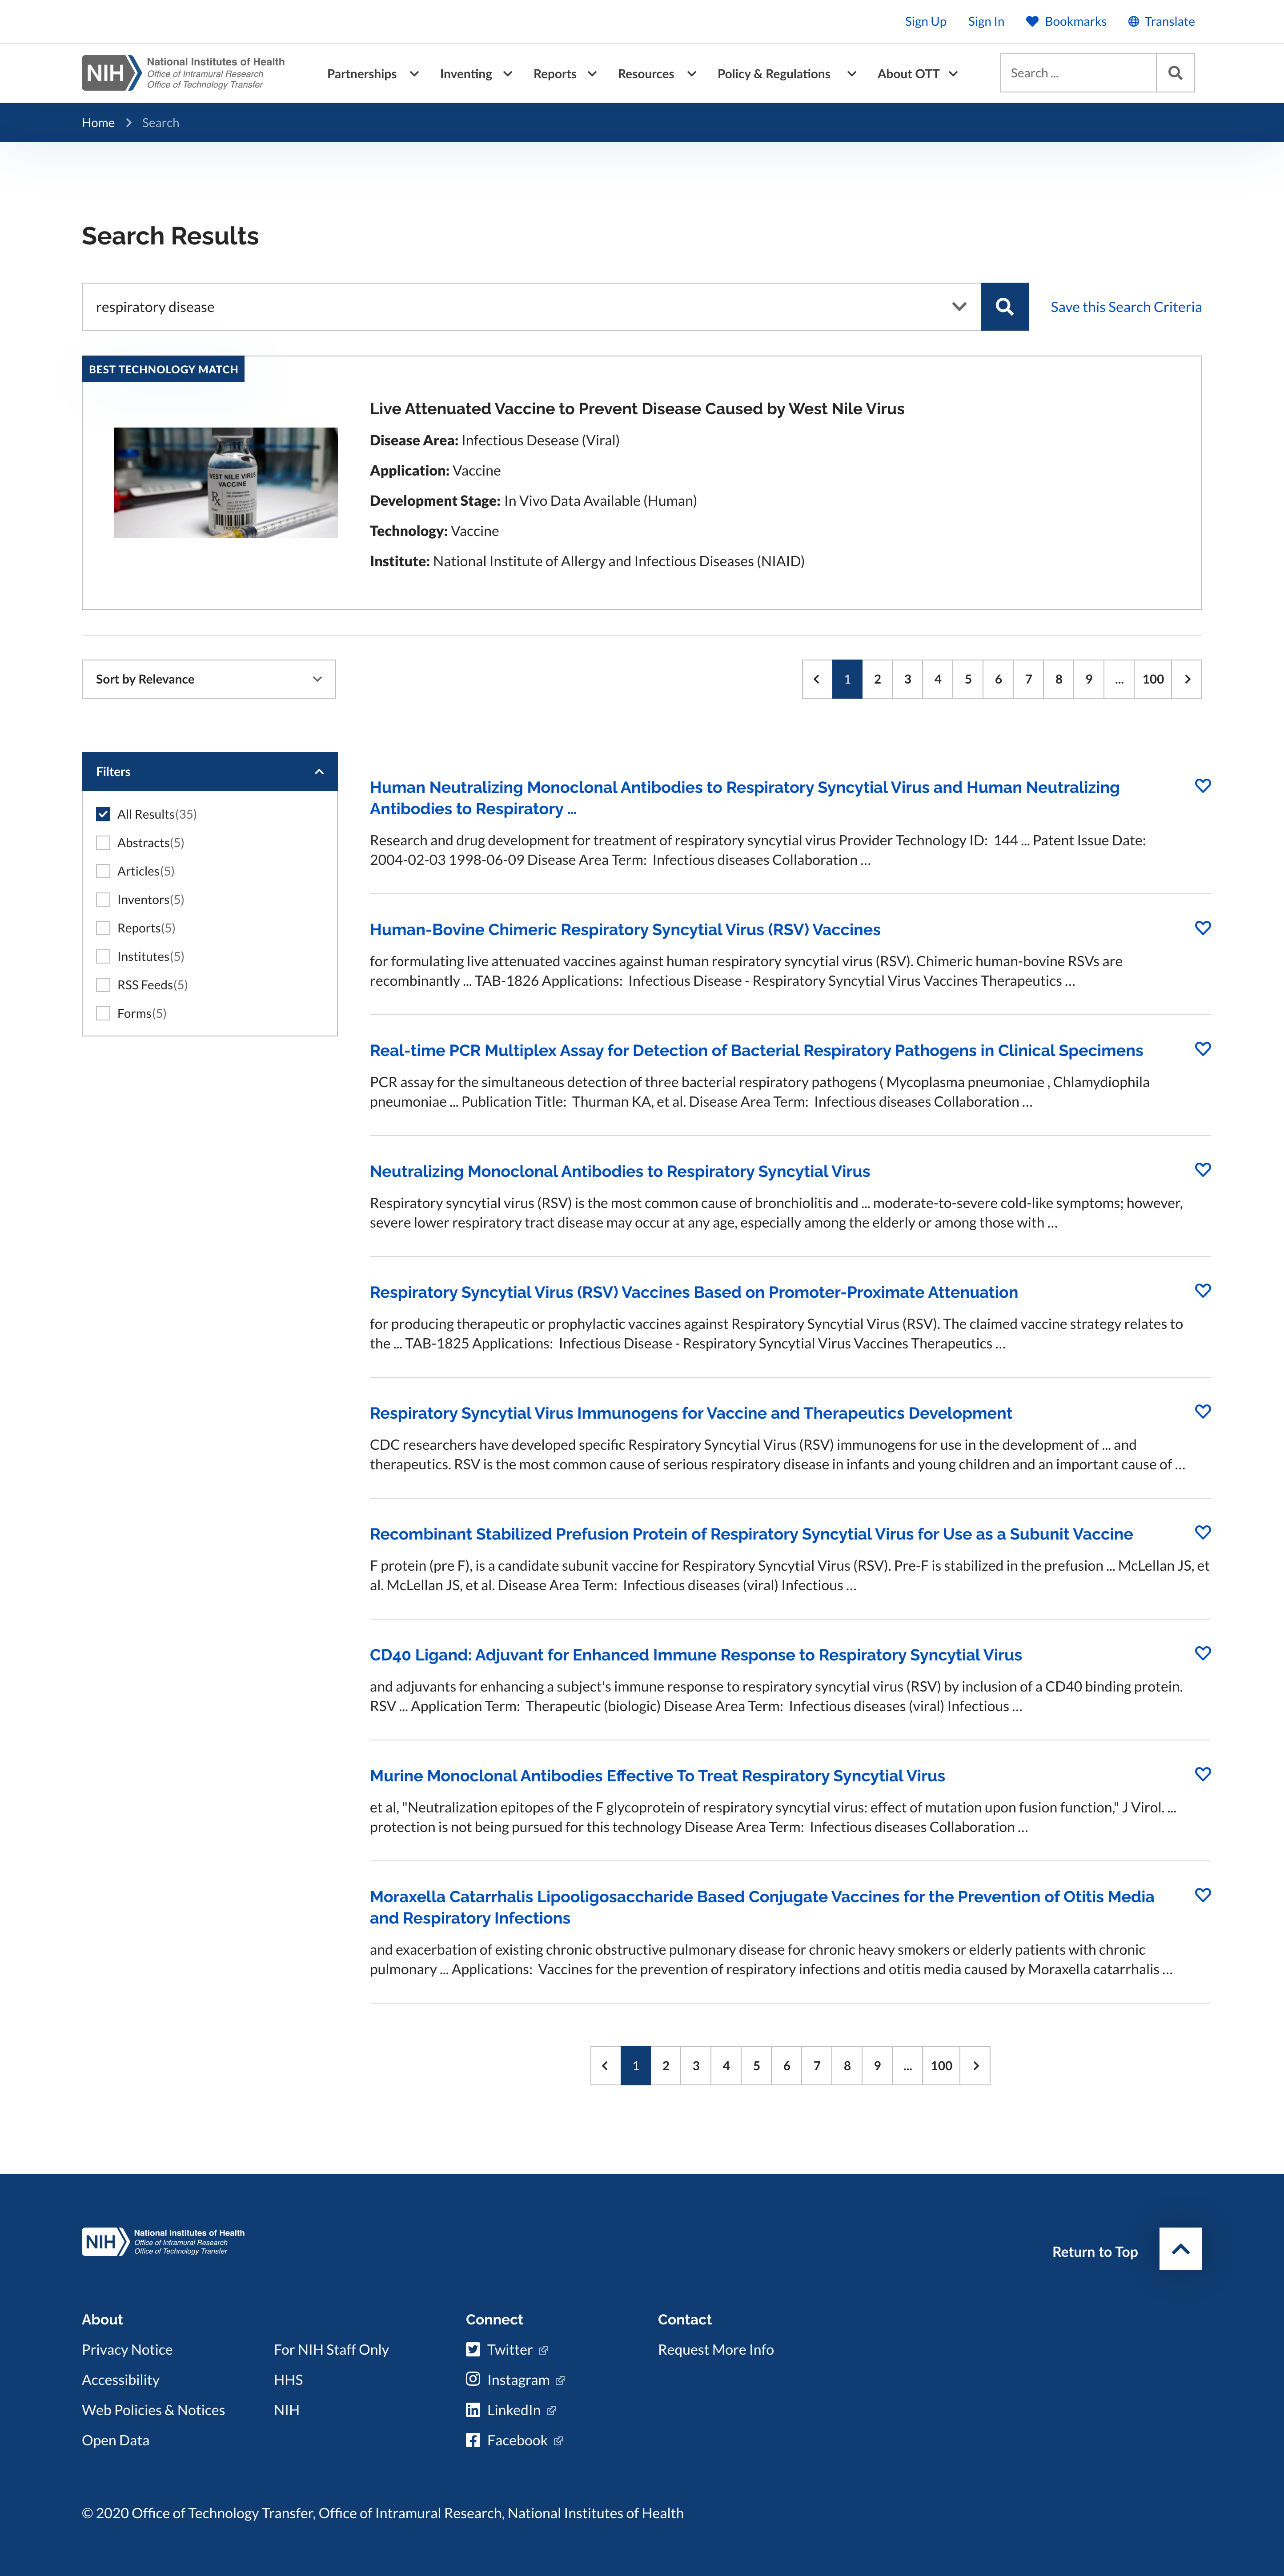 Sign Up Sign In Bookmarks Translate
NIH National Institutes of Health
Office of Intramural Research
Office of Technology Transfer
Partnerships Inventing Reports Resources Policy & Regulations About OTT Search ...
Home Search
Search Results
respiratory disease Save this Search Criteria
BEST TECHNOLOGY MATCH
WEST NILE VIRUS
VACCINE
Rx
Live Attenuated Vaccine to Prevent Disease Caused by West Nile Virus
Disease Area: Infectious Desease (Viral)
Application: Vaccine
Development Stage: In Vivo Data Available (Human)
Technology: Vaccine
Institute: National Institute of Allergy and Infectious Diseases (NIAID)
Sort by Relevance 1 2 3 4 5 6 7 8 9 ... 100
Filters
All Results(35)
Abstracts(5)
Articles(5)
Inventors(5)
Reports(5)
Institutes(5)
RSS Feeds(5)
Forms(5)
Human Neutralizing Monoclonal Antibodies to Respiratory Syncytial Virus and Human Neutralizing
Antibodies to Respiratory ...
Research and drug development for treatment of respiratory syncytial virus Provider Technology ID: 144 ... Patent Issue Date:
2004-02-03 1998-06-09 Disease Area Term: Infectious diseases Collaboration ...
Human-Bovine Chimeric Respiratory Syncytial Virus (RSV) Vaccines
for formulating live attenuated vaccines against human respiratory syncytial virus (RSV). Chimeric human-bovine RSVs are
recombinantly ... TAB-1826 Applications: Infectious Disease - Respiratory Syncytial Virus Vaccines Therapeutics ...
Real-time PCR Multiplex Assay for Detection of Bacterial Respiratory Pathogens in Clinical Specimens
PCR assay for the simultaneous detection of three bacterial respiratory pathogens ( Mycoplasma pneumoniae , Chlamydiophila
pneumoniae ... Publication Title: Thurman KA, et al. Disease Area Term: Infectious diseases Collaboration ...
Neutralizing Monoclonal Antibodies to Respiratory Syncytial Virus
Respiratory syncytial virus (RSV) is the most common cause of bronchiolitis and ... moderate-to-severe cold-like symptoms; however,
severe lower respiratory tract disease may occur at any age, especially among the elderly or among those with ...
Respiratory Syncytial Virus (RSV) Vaccines Based on Promoter-Proximate Attenuation
for producing therapeutic or prophylactic vaccines against Respiratory Syncytial Virus (RSV). The claimed vaccine strategy relates to
the ... TAB-1825 Applications: Infectious Disease - Respiratory Syncytial Virus Vaccines Therapeutics ...
Respiratory Syncytial Virus Immunogens for Vaccine and Therapeutics Development
CDC researchers have developed specific Respiratory Syncytial Virus (RSV) immunogens for use in the development of ... and
therapeutics. RSV is the most common cause of serious respiratory disease in infants and young children and an important cause of ...
Recombinant Stabilized Prefusion Protein of Respiratory Syncytial Virus for Use as a Subunit Vaccine
F protein (pre F), is a candidate subunit vaccine for Respiratory Syncytial Virus (RSV). Pre-F is stabilized in the prefusion ... McLellan JS, et
al. McLellan JS, et al. Disease Area Term: Infectious diseases (viral) Infectious ...
CD40 Ligand: Adjuvant for Enhanced Immune Response to Respiratory Syncytial Virus
and adjuvants for enhancing a subject's immune response to respiratory syncytial virus (RSV) by inclusion of a CD40 binding protein.
RSV ... Application Term: Therapeutic (biologic) Disease Area Term: Infectious diseases (viral) Infectious ...
Murine Monoclonal Antibodies Effective To Treat Respiratory Syncytial Virus
et al, "Neutralization epitopes of the F glycoprotein of respiratory syncytial virus: effect of mutation upon fusion function," J Virol. ...
protection is not being pursued for this technology Disease Area Term: Infectious diseases Collaboration ...
Moraxella Catarrhalis Lipooligosaccharide Based Conjugate Vaccines for the Prevention of Otitis Media
and Respiratory Infections
and exacerbation of existing chronic obstructive pulmonary disease for chronic heavy smokers or elderly patients with chronic
pulmonary ... Applications: Vaccines for the prevention of respiratory infections and otitis media caused by Moraxella catarrhalis ...
1 2 3 4 5 6 7 8 9 ... 100
NIH National Institutes of Health
Office of Intramural Research
Office of Technology Transfer
Return to Top
About
Privacy Notice
Accessibility
Web Policies & Notices
Open Data
For NIH Staff Only
HHS
NIH
Connect
Twitter
Instagram
LinkedIn
Facebook
Contact
Request More Info
© 2020 Office of Technology Transfer, Office of Intramural Research, National Institutes of Health